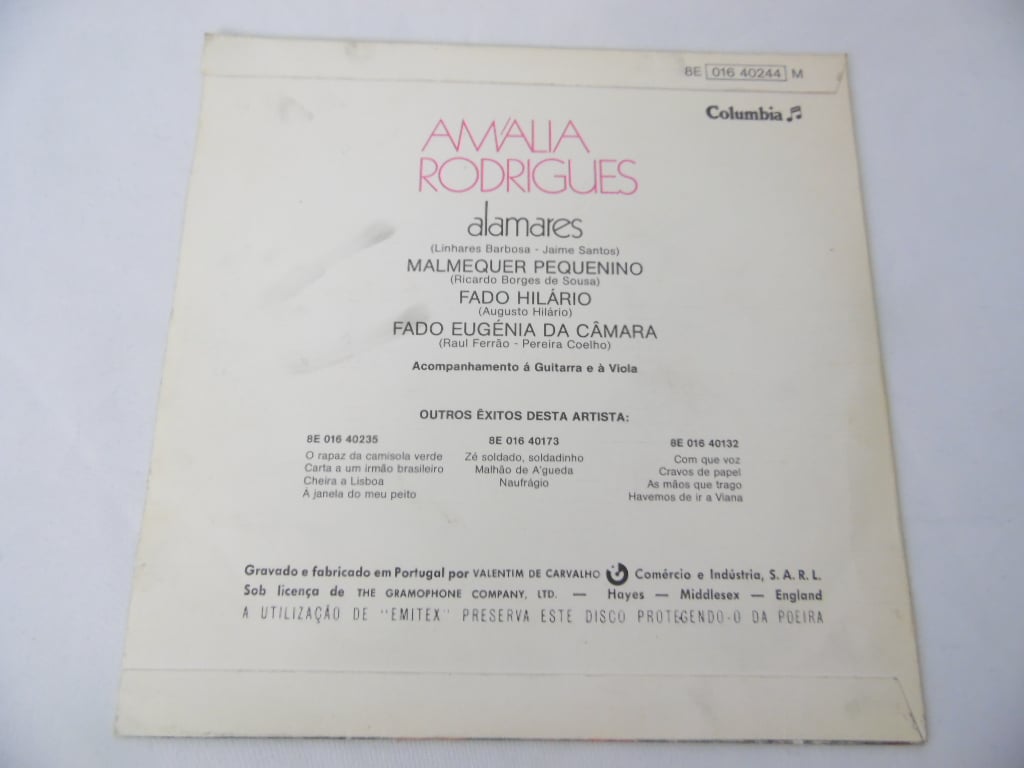 8E 016 40244 M
Columbia
AMÁLIA
RODRIGUES
alamares
(Linhares Barbosa - Jaime Santos)
MALMEQUER PEQUENINO
(Ricardo Borges de Sousa)
FADO HILÁRIO
(Augusto Hilário)
FADO EUGÉNIA DA CÂMARA
(Raul Ferrão - Pereira Coelho)
Acompanhamento á Guitarra e à Viola
OUTROS ÊXITOS DESTA ARTISTA:
8E 016 40235
O rapaz da camisola verde
Carta a um irmão brasileiro
Cheira a Lisboa
À janela do meu peito
8E 016 40173
Zé soldado, soldadinho
Malhão de A'gueda
Naufrágio
8E 016 40132
Com que voz
Cravos de papel
As mãos que trago
Havemos de ir a Viana
Gravado e fabricado em Portugal por VALENTIM DE CARVALHO Comércio e Indústria, S. A. R. L.
Sob licença de THE GRAMOPHONE COMPANY, LTD. — Hayes — Middlesex — England
A UTILIZAÇÃO DE "EMITEX" PRESERVA ESTE DISCO PROTEGENDO-O DA POEIRA